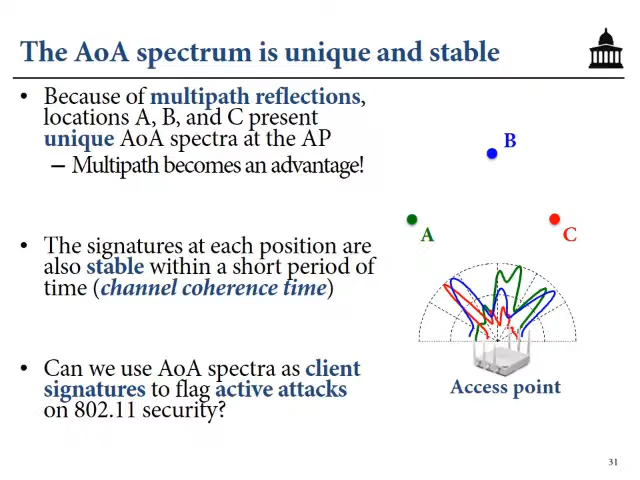 The AoA spectrum is unique and stable
• Because of multipath reflections,
locations A, B, and C present
unique AoA spectra at the AP
– Multipath becomes an advantage!
• The signatures at each position are
also stable within a short period of
time (channel coherence time)
• Can we use AoA spectra as client
signatures to flag active attacks
on 802.11 security?
B
A
C
Access point
31